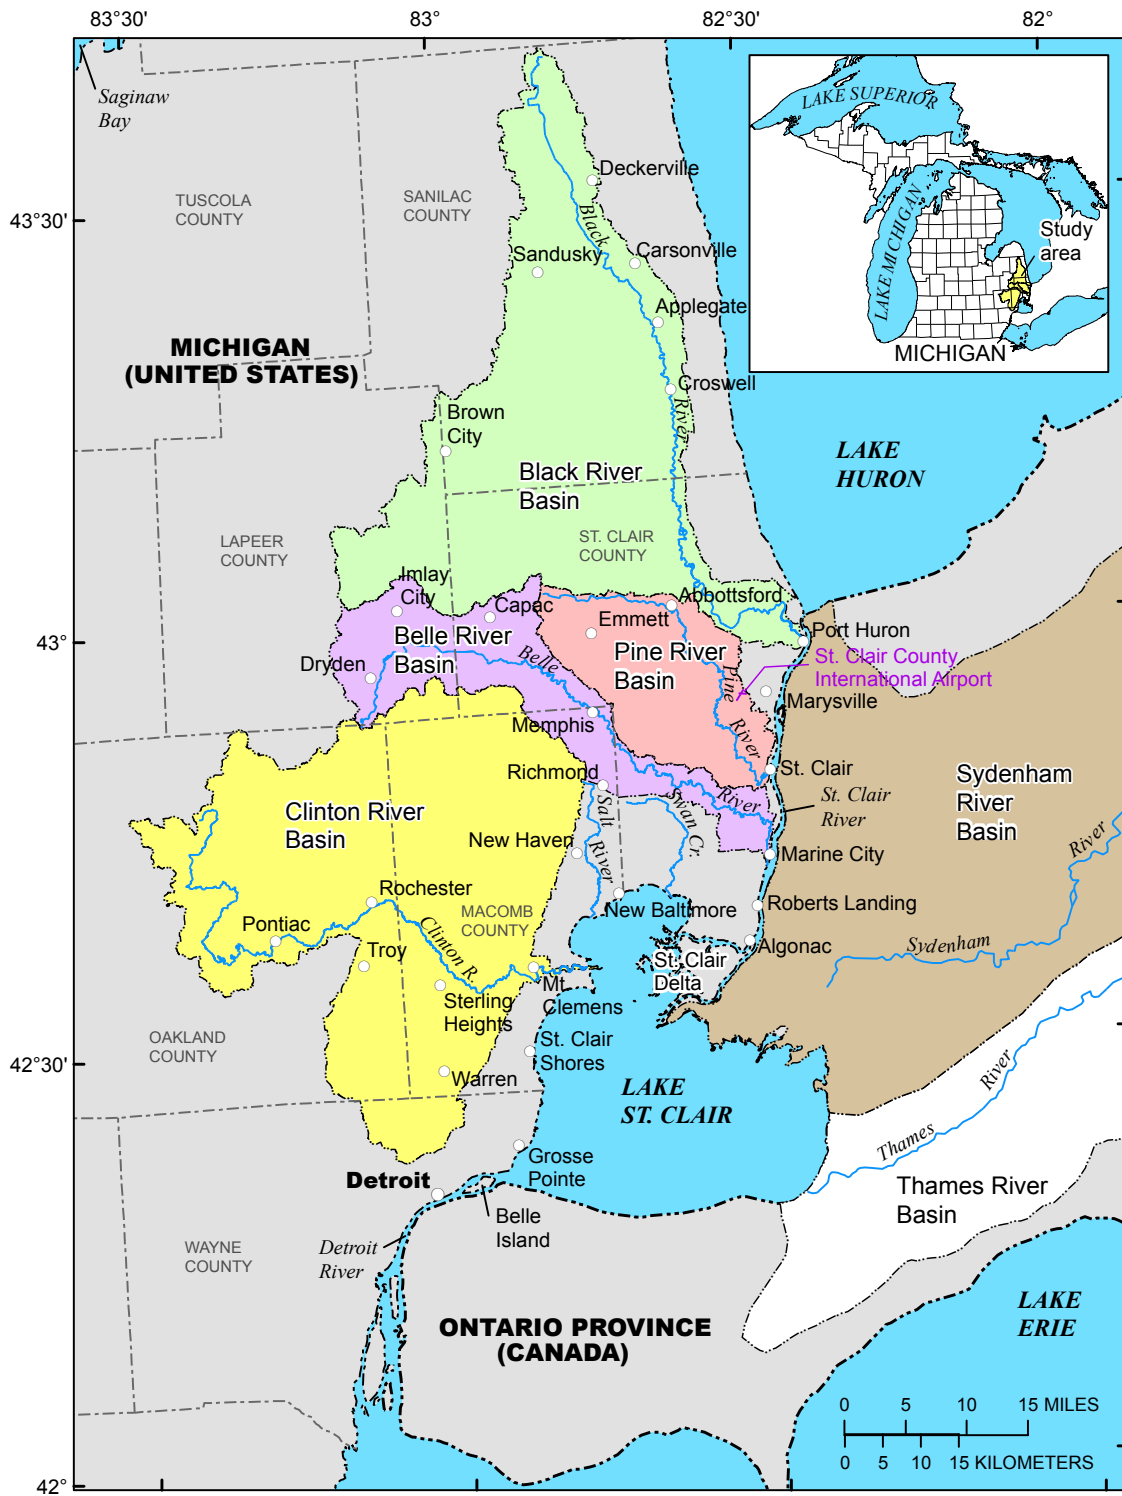 83°30'
83°
82°30'
82°
Saginaw
Bay
LAKE SUPERIOR
LAKE MICHIGAN
Study
area
MICHIGAN
Deckerville
TUSCOLA
COUNTY
SANILAC
COUNTY
43°30'
Black
Sandusky
Carsonville
Applegate
MICHIGAN
(UNITED STATES)
Croswell
River
Brown
City
LAKE
HURON
Black River
Basin
LAPEER
COUNTY
ST. CLAIR
COUNTY
Imlay
City
Capac
Abbottsford
Emmett
43°
Port Huron
Belle River
Basin
Pine River
Basin
St. Clair County
International Airport
Dryden
Belle
Pine
River
Marysville
Memphis
Richmond
St. Clair
River
St. Clair
River
Sydenham
River
Basin
Clinton River
Basin
Salt
River
Swan Cr.
New Haven
Marine City
River
Rochester
MACOMB
COUNTY
New Baltimore
Roberts Landing
Pontiac
Troy
Clinton R.
Algonac
Sydenham
St. Clair
Delta
Mt
Clemens
Sterling
Heights
OAKLAND
COUNTY
St. Clair
Shores
42°30'
Warren
LAKE
ST. CLAIR
River
Thames
Grosse
Pointe
Detroit
Thames River
Basin
Belle
Island
Detroit
River
WAYNE
COUNTY
LAKE
ERIE
ONTARIO PROVINCE
(CANADA)
0 5 10 15 MILES
0 5 10 15 KILOMETERS
42°